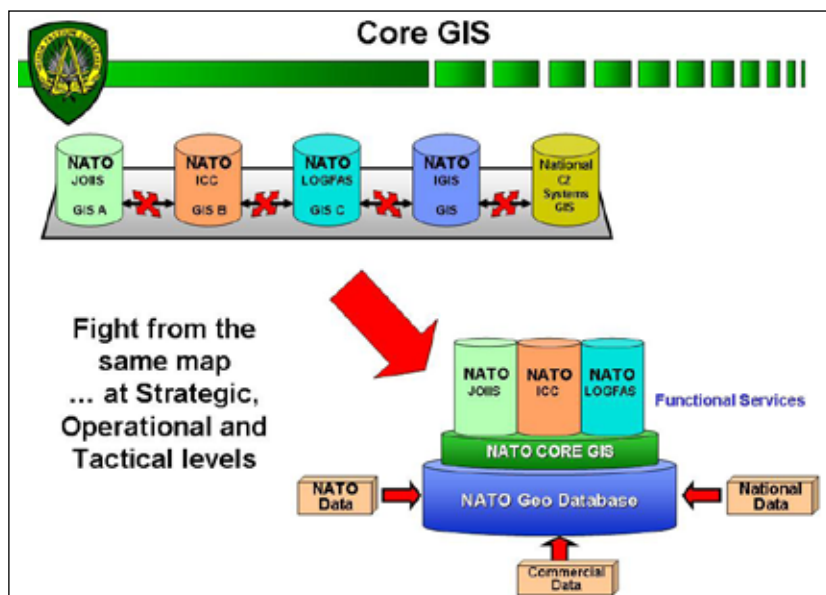 Core GIS
NATO
JOIIS
GIS A
NATO
ICC
GIS B
NATO
LOGFAS
GIS C
NATO
IGIS
GIS
National
C2
Systems
GIS
Fight from the
same map
... at Strategic,
Operational and
Tactical levels
NATO
JOIIS
NATO
ICC
NATO
LOGFAS
Functional Services
NATO CORE GIS
NATO Geo Database
NATO
Data
National
Data
Commercial
Data